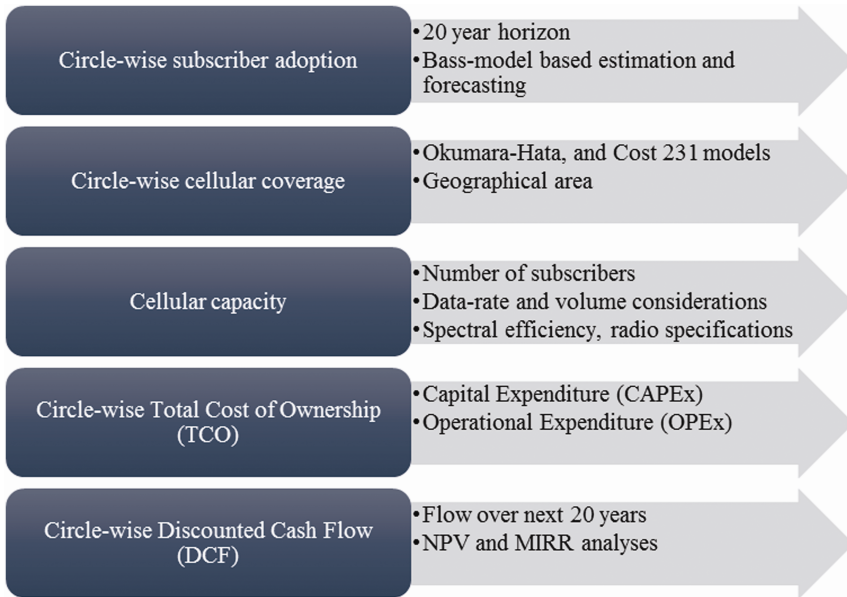 Circle-wise subscriber adoption
•20 year horizon
•Bass-model based estimation and
forecasting
Circle-wise cellular coverage
•Okumara-Hata, and Cost 231 models
•Geographical area
Cellular capacity
•Number of subscribers
•Data-rate and volume considerations
•Spectral efficiency, radio specifications
Circle-wise Total Cost of Ownership
(TCO)
•Capital Expenditure (CAPEx)
•Operational Expenditure (OPEx)
Circle-wise Discounted Cash Flow
(DCF)
•Flow over next 20 years
•NPV and MIRR analyses